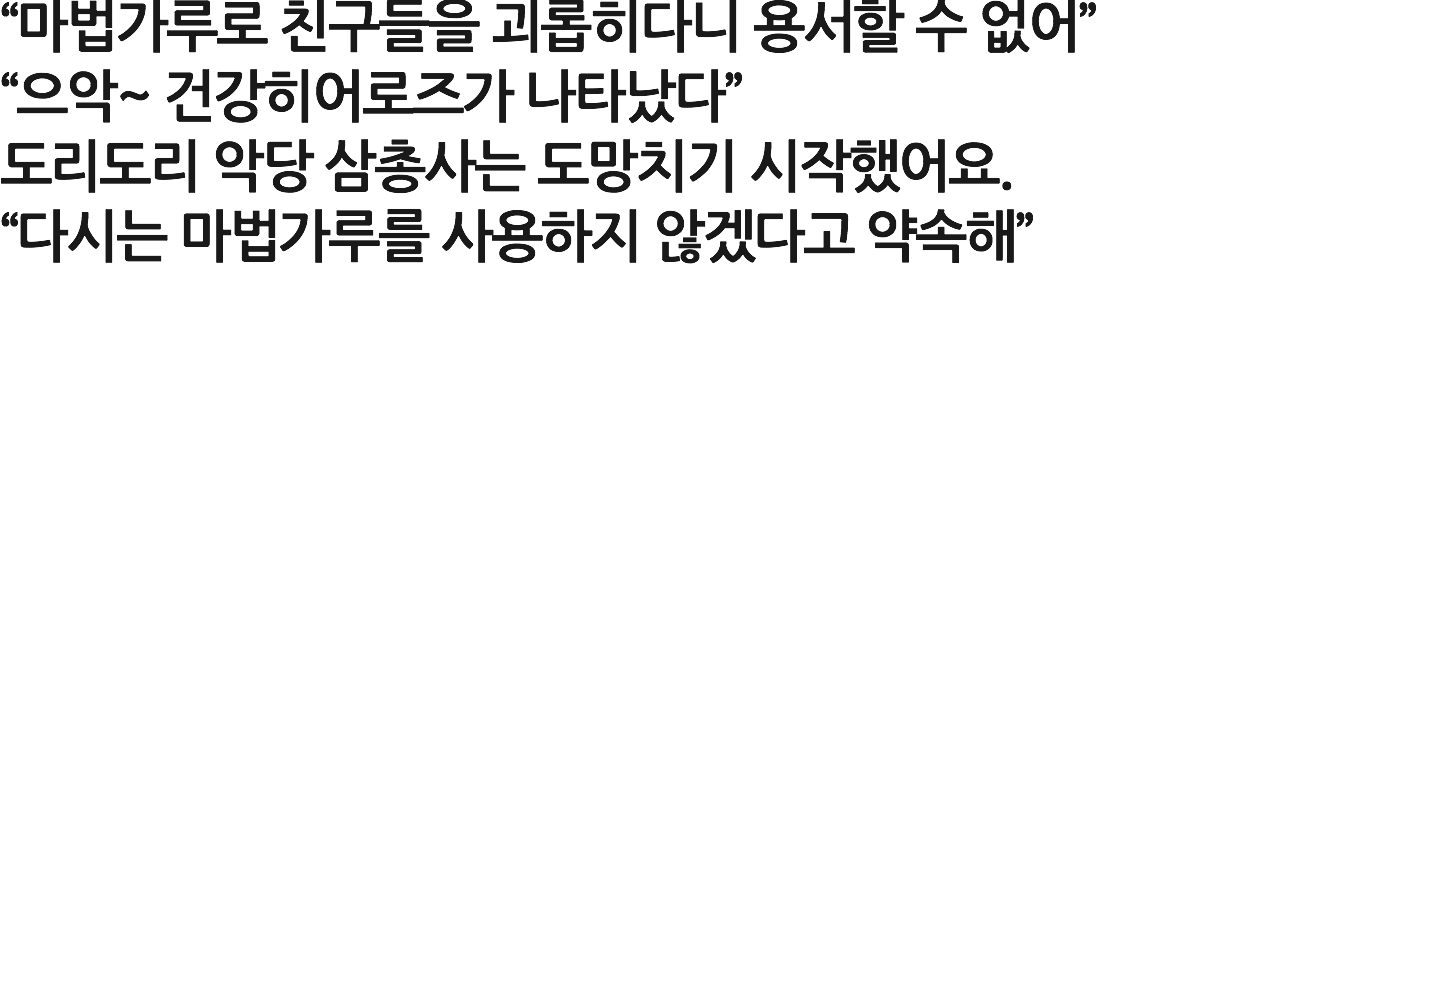 “마법가루로 친구들을 괴롭히다니 용서할 수 없어”
“으악~ 건강히어로즈가 나타났다”
도리도리 악당 삼총사는 도망치기 시작했어요.
“다시는 마법가루를 사용하지 않겠다고 약속해”